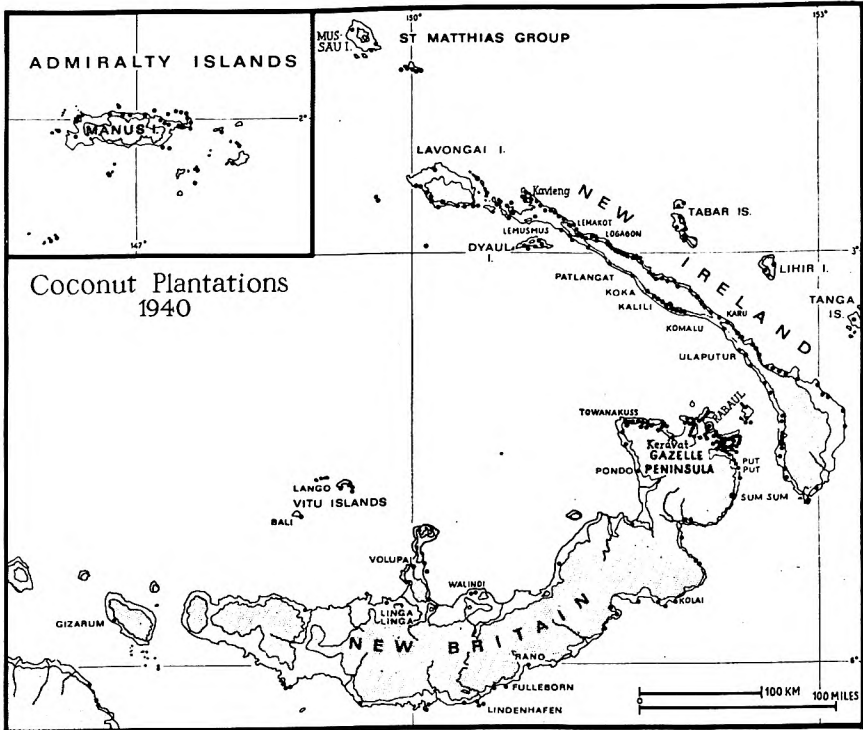 ADMIRALTY ISLANDS
MANUS I.
2°
147°
Coconut Plantations
1940
150°
153°
MUS-
SAU I.
ST MATTHIAS GROUP
LAVONGAI I.
Kavieng
NEW IRELAND
LEMAKOT
LOGAGON
LEMUSMUS
DYAUL
I.
TABAR IS.
3°
LIHIR I.
TANGA
IS.
PATLANGAT
KOKA
KALILI
KARU
KOMALU
ULAPUTUR
TOWANAKUSS
RABAUL
Keravat
GAZELLE
PENINSULA
PUT
PUT
PONDO
SUM SUM
LANGO
VITU ISLANDS
BALI
VOLUPAI
WALINDI
LINGA
LINGA
KOLAI
GIZARUM
NEW BRITAIN
RANO
6°
FULLEBORN
LINDENHAFEN
100 KM
0
100 MILES